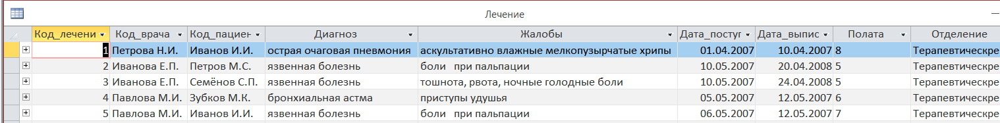 Лечение
Код_лечени Код_врача Код_пациен Диагноз Жалобы Дата_поступ Дата_выпис Полата Отделение
1 Петрова Н.И. Иванов И.И. острая очаговая пневмония аскультативно влажные мелкопузырчатые хрипы 01.04.2007 10.04.2007 8 Терапевтическре
2 Иванова Е.П. Петров М.С. язвенная болезнь боли при пальпации 10.05.2007 20.04.2008 5 Терапевтическре
3 Иванова Е.П. Семёнов С.П. язвенная болезнь тошнота, рвота, ночные голодные боли 10.05.2007 24.04.2008 5 Терапевтическре
4 Павлова М.И. Зубков М.К. бронхиальная астма приступы удушья 05.05.2007 12.05.2007 6 Терапевтическре
5 Павлова М.И. Иванов И.И. язвенная болезнь боли при пальпации 06.05.2007 12.05.2007 7 Терапевтическре